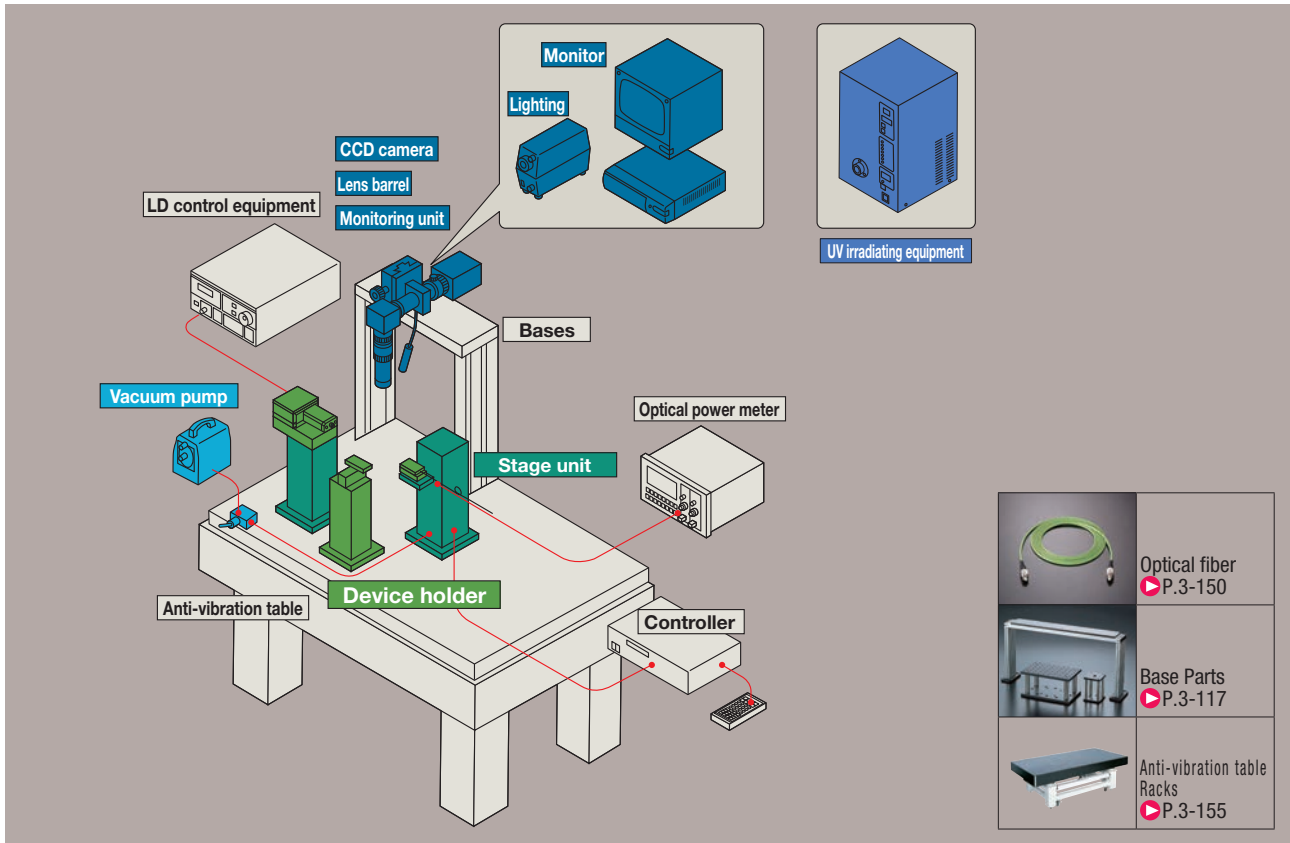 Monitor
Lighting
CCD camera
Lens barrel
Monitoring unit
LD control equipment
UV irradiating equipment
Bases
Vacuum pump
Optical power meter
Stage unit
Device holder
Anti-vibration table
Controller
Optical fiber
P.3-150
Base Parts
P.3-117
Anti-vibration table
Racks
P.3-155